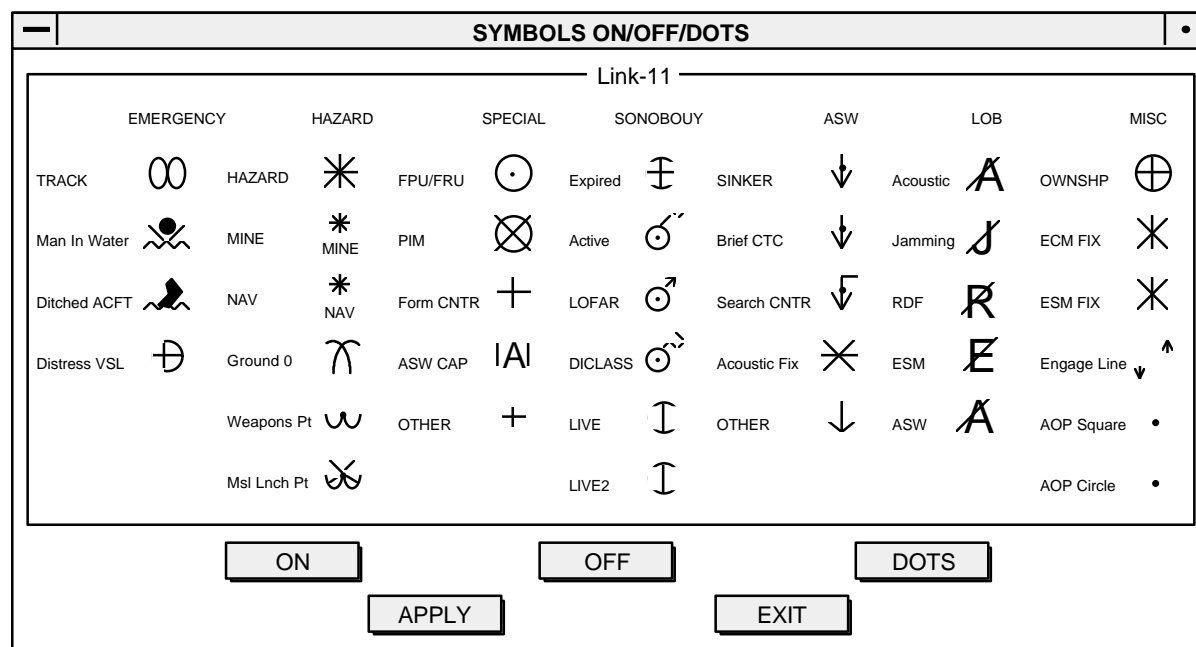 SYMBOLS ON/OFF/DOTS
Link-11
EMERGENCY HAZARD SPECIAL SONOBOUY ASW LOB MISC
TRACK HAZARD FPU/FRU Expired SINKER Acoustic A OWNSHP
Man In Water MINE MINE PIM Active Brief CTC Jamming J ECM FIX
Ditched ACFT NAV NAV Form CNTR LOFAR Search CNTR RDF R ESM FIX
Distress VSL Ground 0 ASW CAP |A| DICLASS Acoustic Fix ESM E Engage Line
Weapons Pt OTHER LIVE OTHER ASW A AOP Square
Msl Lnch Pt LIVE2 AOP Circle
ON OFF DOTS
APPLY EXIT